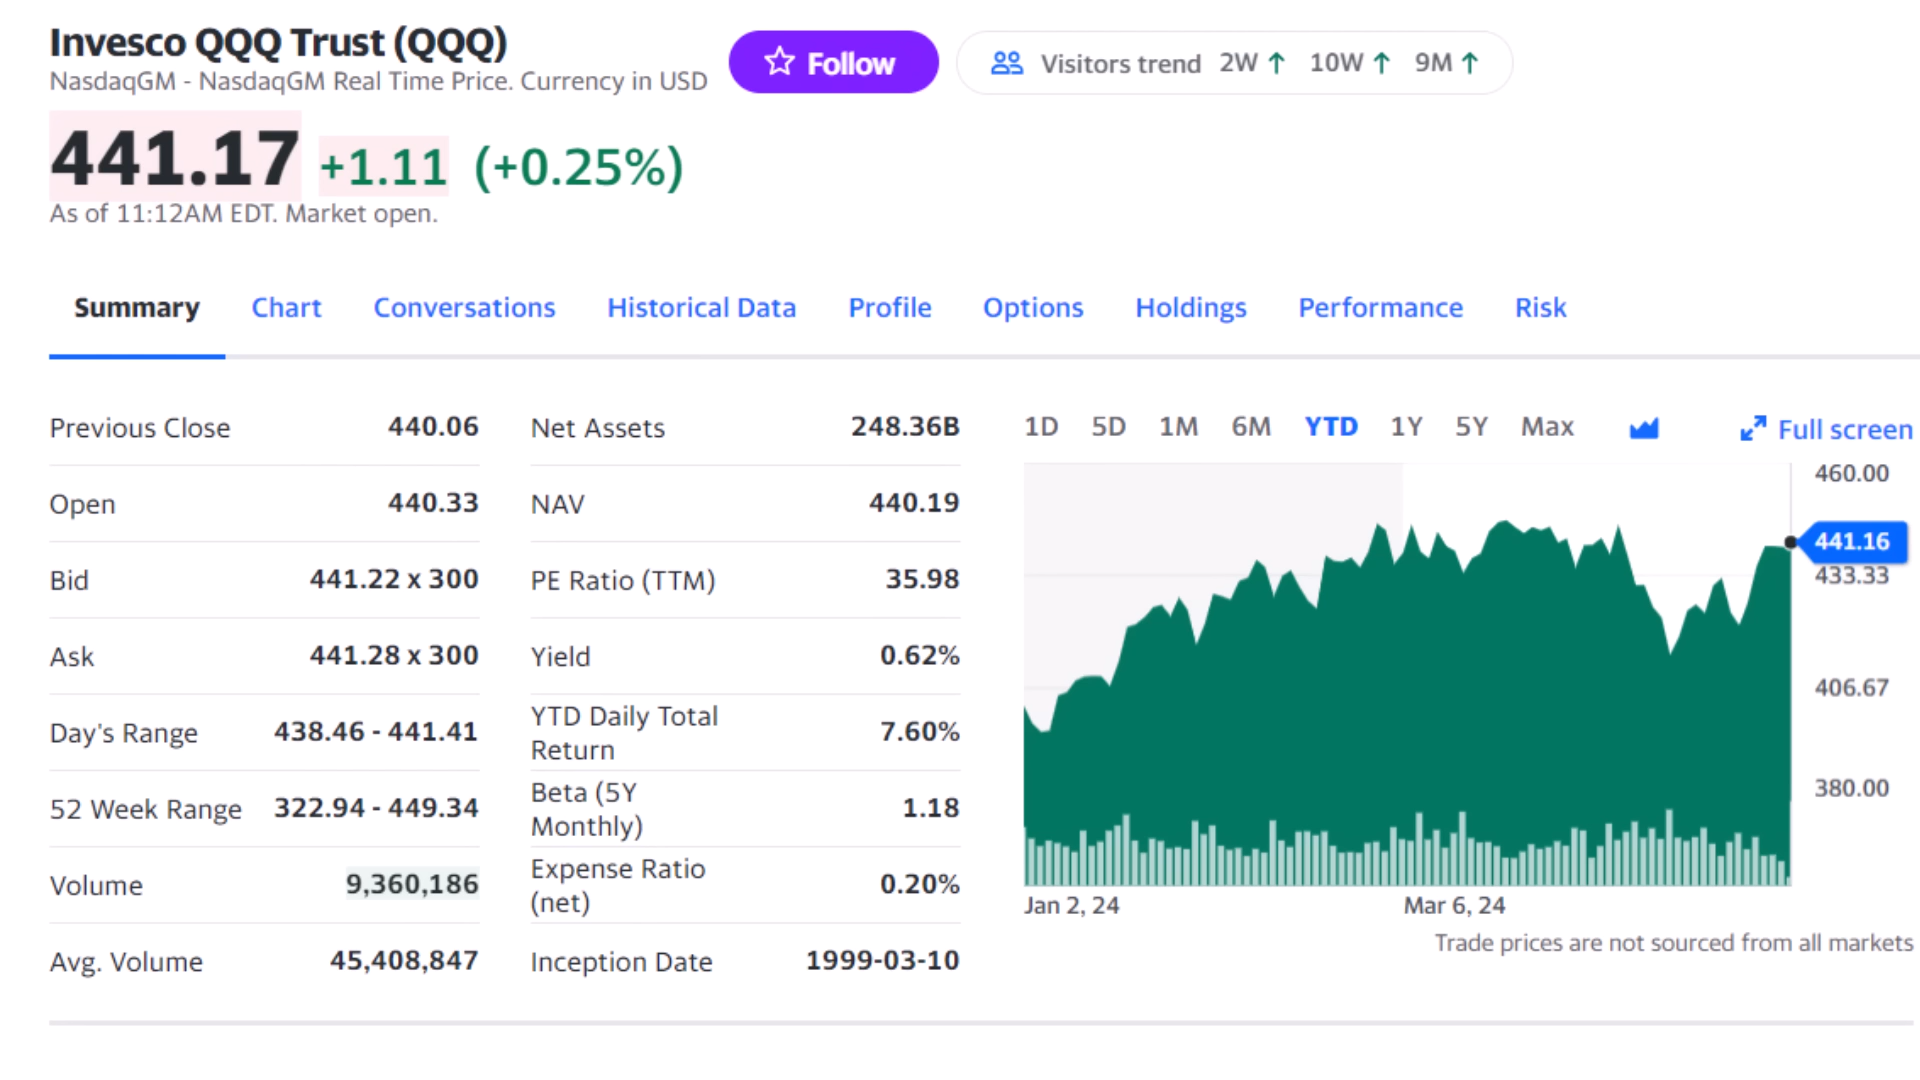 Invesco QQQ Trust (QQQ)
NasdaqGM - NasdaqGM Real Time Price. Currency in USD
Follow
Visitors trend 2W ↑ 10W ↑ 9M ↑
441.17 +1.11 (+0.25%)
As of 11:12AM EDT. Market open.
Summary Chart Conversations Historical Data Profile Options Holdings Performance Risk
Previous Close 440.06
Open 440.33
Bid 441.22 x 300
Ask 441.28 x 300
Day's Range 438.46 - 441.41
52 Week Range 322.94 - 449.34
Volume 9,360,186
Avg. Volume 45,408,847
Net Assets 248.36B
NAV 440.19
PE Ratio (TTM) 35.98
Yield 0.62%
YTD Daily Total
Return 7.60%
Beta (5Y
Monthly) 1.18
Expense Ratio
(net) 0.20%
Inception Date 1999-03-10
1D 5D 1M 6M YTD 1Y 5Y Max Full screen
460.00
441.16
433.33
406.67
380.00
Jan 2, 24 Mar 6, 24
Trade prices are not sourced from all markets